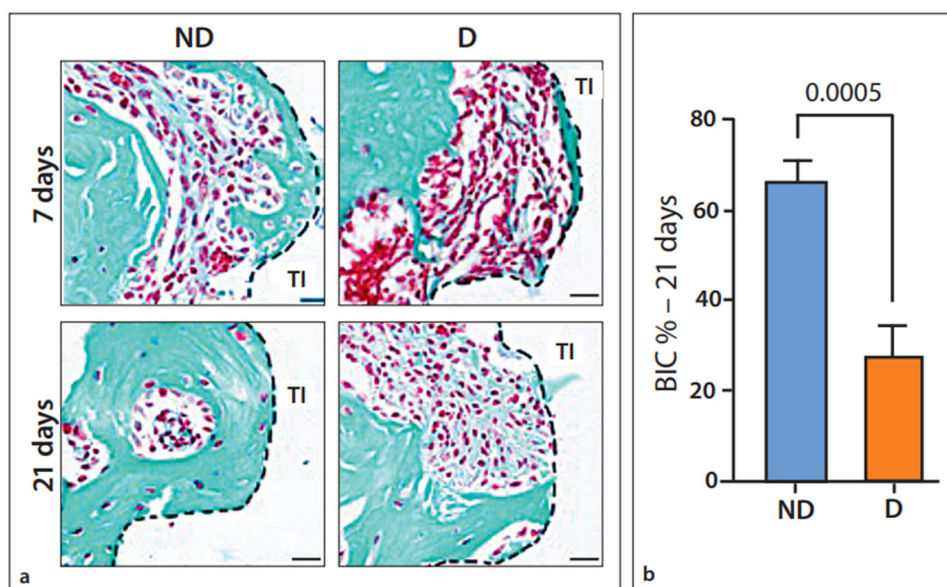 ND D
7 days
TI
TI
21 days
TI
TI
a
0.0005
BIC % – 21 days
80
60
40
20
0
ND D
b